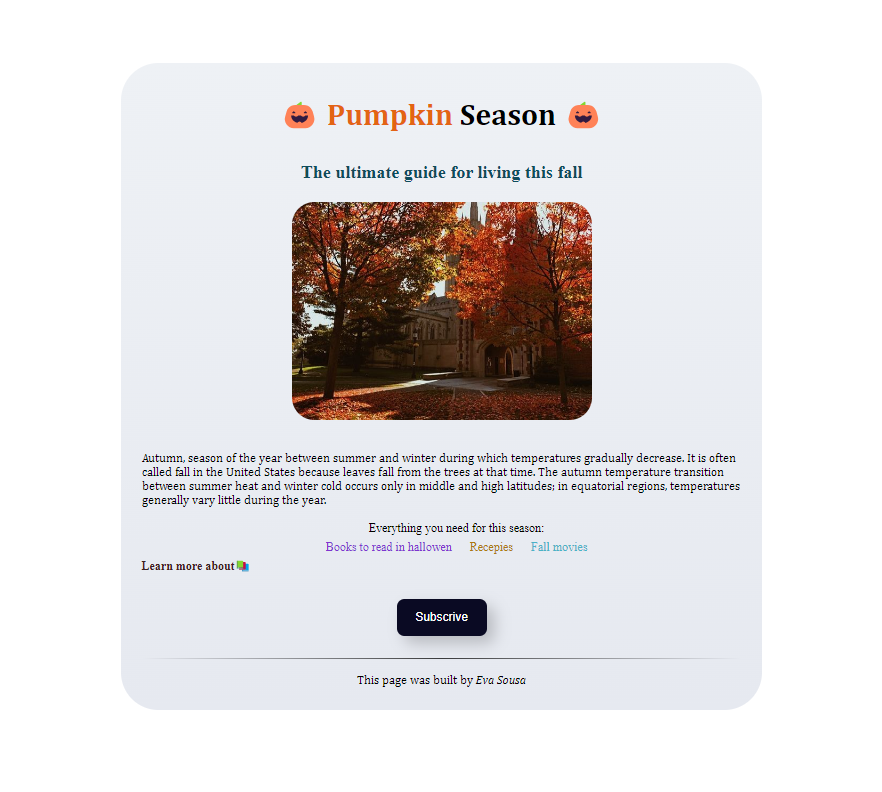 Pumpkin Season
The ultimate guide for living this fall
Autumn, season of the year between summer and winter during which temperatures gradually decrease. It is often
called fall in the United States because leaves fall from the trees at that time. The autumn temperature transition
between summer heat and winter cold occurs only in middle and high latitudes; in equatorial regions, temperatures
generally vary little during the year.
Everything you need for this season:
Books to read in hallowen Recepies Fall movies
Learn more about
Subscrive
This page was built by Eva Sousa